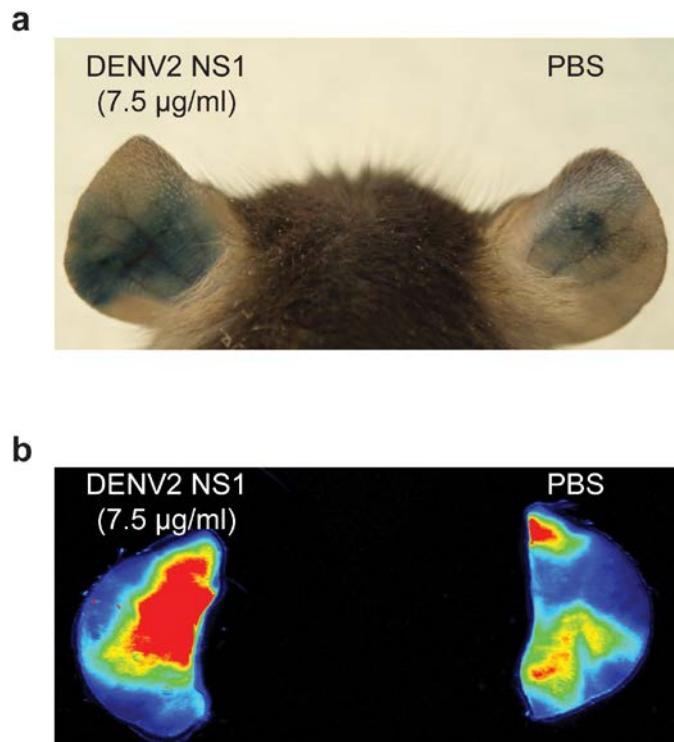 a
DENV2 NS1
(7.5 µg/ml)
PBS
b
DENV2 NS1
(7.5 µg/ml)
PBS